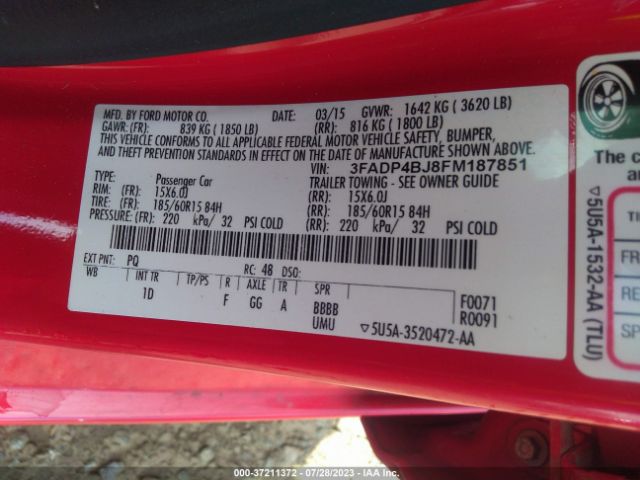 MFD. BY FORD MOTOR CO. DATE: 03/15 GVWR: 1642 KG ( 3620 LB)
GAWR:(FR): 839 KG ( 1850 LB) (RR): 816 KG ( 1800 LB)
THIS VEHICLE CONFORMS TO ALL APPLICABLE FEDERAL MOTOR VEHICLE SAFETY, BUMPER,
AND THEFT PREVENTION STANDARDS IN EFFECT ON THE DATE OF MANUFACTURE SHOWN ABOVE.
VIN: 3FADP4BJ8FM187851
TYPE: Passenger Car TRAILER TOWING - SEE OWNER GUIDE
RIM: (FR): 15X6.0J (RR): 15X6.0J
TIRE: (FR): 185/60R15 84H (RR): 185/60R15 84H
PRESSURE:(FR): 220 kPa/ 32 PSI COLD (RR): 220 kPa/ 32 PSI COLD
EXT PNT: PQ RC: 48 DSO:
WB INT TR TP/PS R AXLE TR SPR
1D F GG A BBBB F0071
UMU R0091
▽5U5A-3520472-AA
▽5U5A-1532-AA (TLU)
The c
a
T
FR
RE
SP
000-37211372 | 07/28/2023 | IAA Inc.